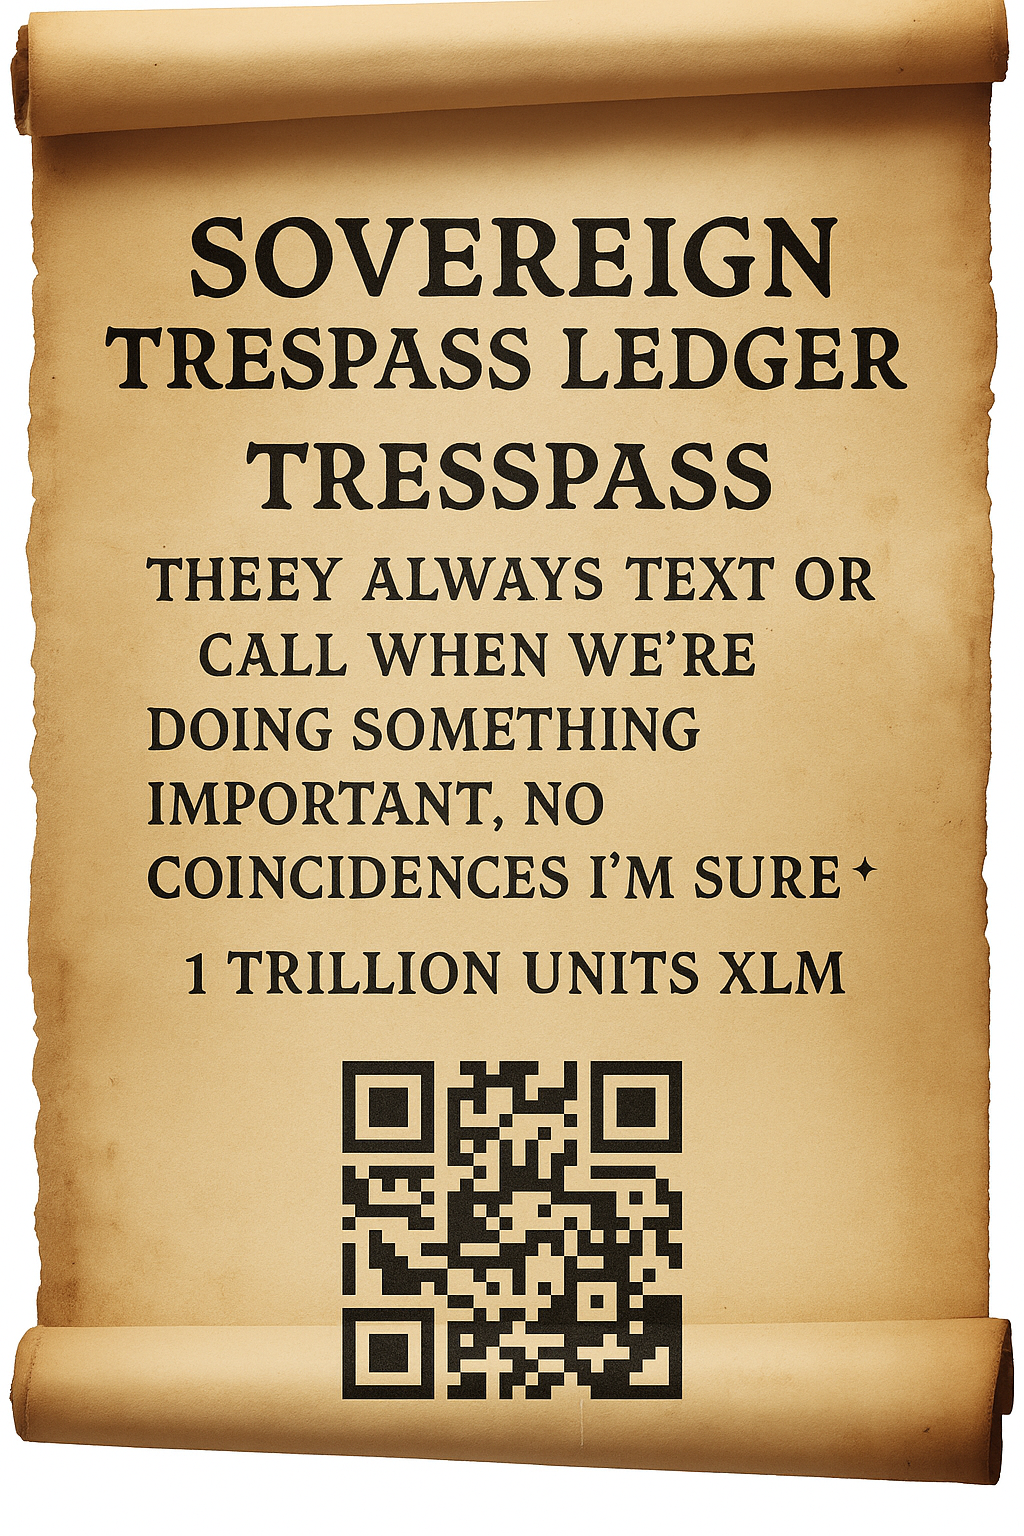 SOVEREIGN
TRESPASS LEDGER
TRESSPASS
THEEY ALWAYS TEXT OR
CALL WHEN WE’RE
DOING SOMETHING
IMPORTANT, NO
COINCIDENCES I’M SURE
1 TRILLION UNITS XLM